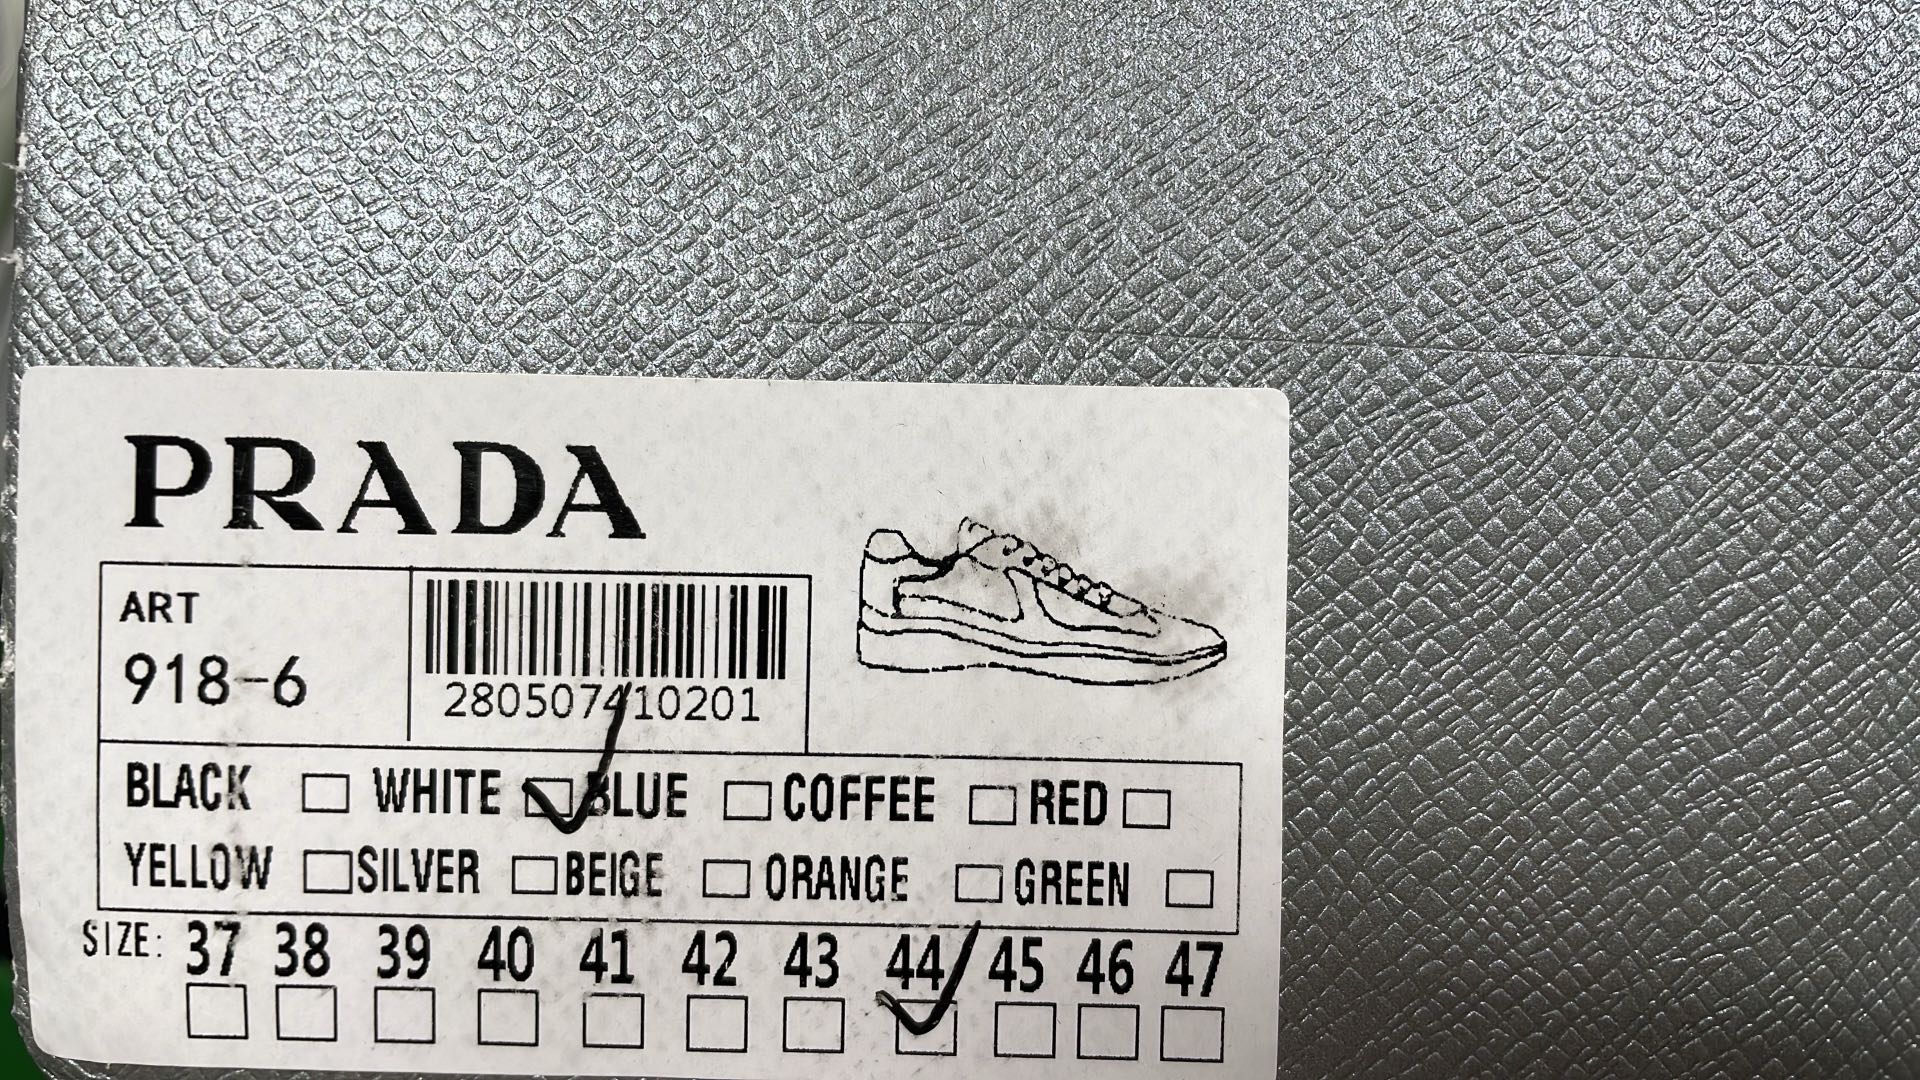 PRADA
ART
918-6
280507410201
BLACK WHITE BLUE COFFEE RED
YELLOW SILVER BEIGE ORANGE GREEN
SIZE: 37 38 39 40 41 42 43 44 45 46 47